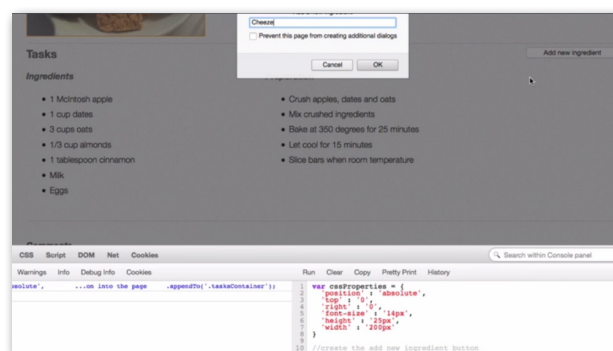 Cheeze
Prevent this page from creating additional dialogs
Cancel OK
Tasks
Add new ingredient
Ingredients
• 1 McIntosh apple
• 1 cup dates
• 3 cups oats
• 1/3 cup almonds
• 1 tablespoon cinnamon
• Milk
• Eggs
• Crush apples, dates and oats
• Mix crushed ingredients
• Bake at 350 degrees for 25 minutes
• Let cool for 15 minutes
• Slice bars when room temperature
CSS Script DOM Net Cookies
Search within Console panel
Warnings Info Debug Info Cookies
Run Clear Copy Pretty Print History
...on into the page .appendTo('.tasksContainer');
1 var cssProperties = {
2 'position' : 'absolute',
3 'top' : '0',
4 'right' : '0',
5 'font-size' : '14px',
6 'height' : '25px',
7 'width' : '200px'
8 }
9
10 //create the add new ingredient button